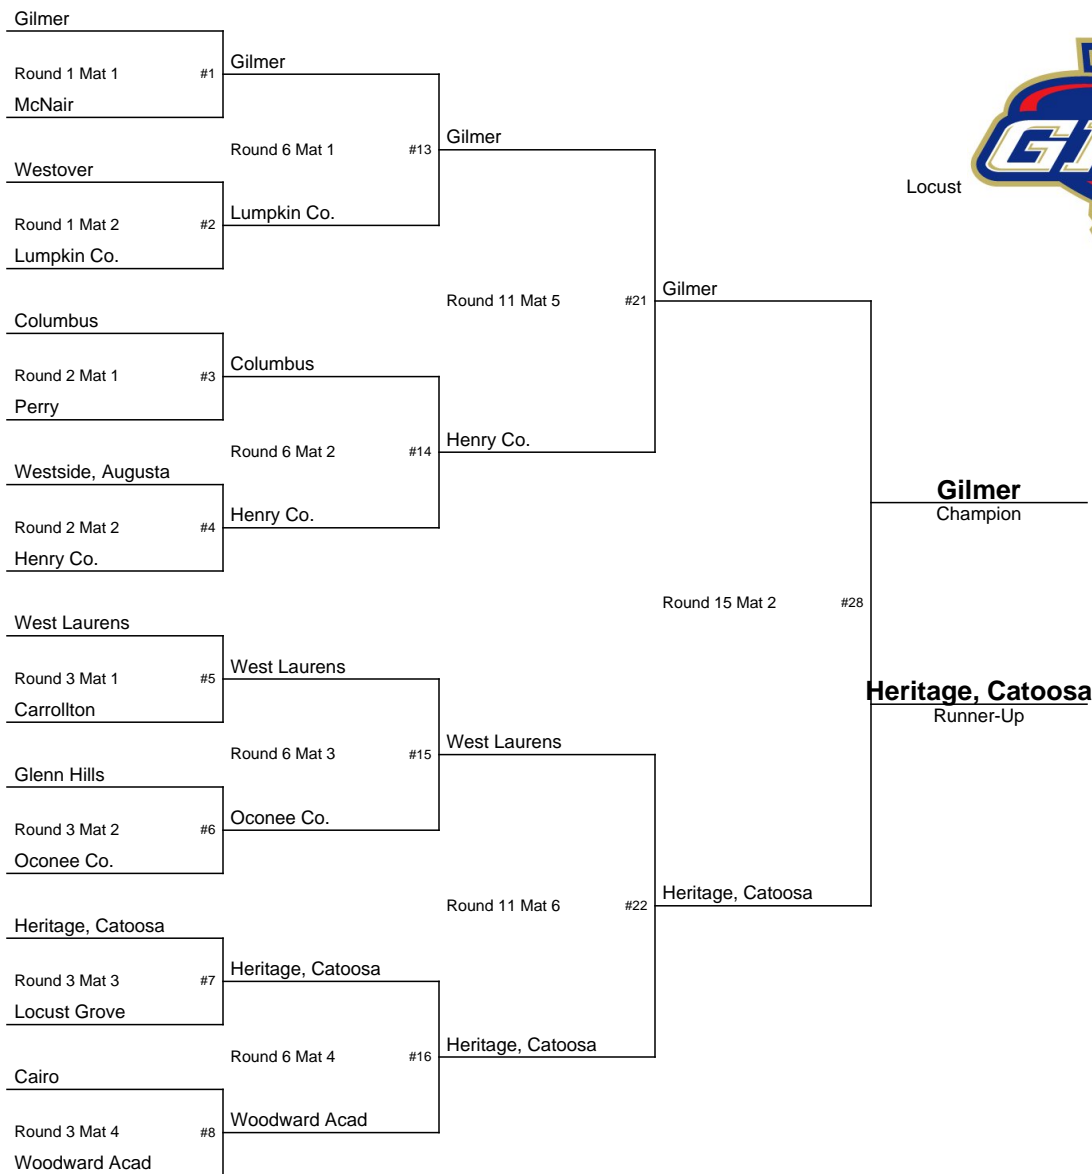 Gilmer
Round 1 Mat 1 #1
McNair
Gilmer
Westover
Round 1 Mat 2 #2
Lumpkin Co.
Lumpkin Co.
Round 6 Mat 1 #13
Gilmer
Columbus
Round 2 Mat 1 #3
Perry
Columbus
Westside, Augusta
Round 2 Mat 2 #4
Henry Co.
Henry Co.
Round 6 Mat 2 #14
Henry Co.
Round 11 Mat 5 #21
Gilmer
West Laurens
Round 3 Mat 1 #5
Carrollton
West Laurens
Glenn Hills
Round 3 Mat 2 #6
Oconee Co.
Oconee Co.
Round 6 Mat 3 #15
West Laurens
Heritage, Catoosa
Round 3 Mat 3 #7
Locust Grove
Heritage, Catoosa
Cairo
Round 3 Mat 4 #8
Woodward Acad
Woodward Acad
Round 6 Mat 4 #16
Heritage, Catoosa
Round 11 Mat 6 #22
Heritage, Catoosa
Round 15 Mat 2 #28
Gilmer
Champion
Heritage, Catoosa
Runner-Up
Locust